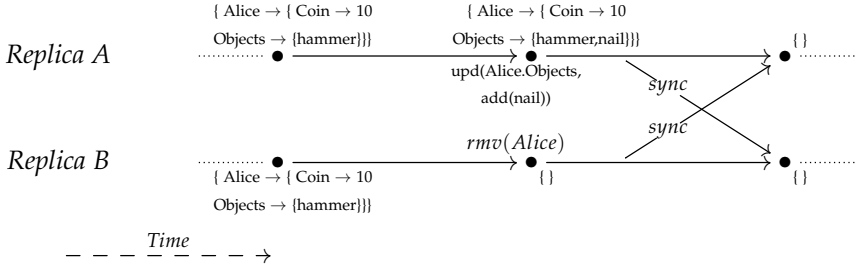 { Alice → { Coin → 10
Objects → {hammer}}}
{ Alice → { Coin → 10
Objects → {hammer,nail}}}
{ }
Replica A
upd(Alice.Objects,
add(nail))
sync
sync
Replica B
rmv(Alice)
{ Alice → { Coin → 10
Objects → {hammer}}}
{ }
{ }
Time